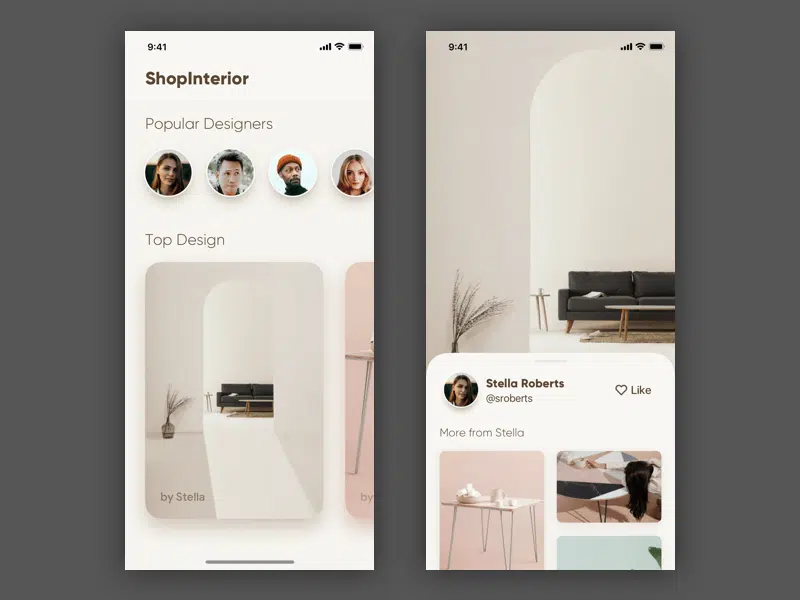 9:41
ShopInterior
Popular Designers
Top Design
by Stella
by
9:41
Stella Roberts
@sroberts
Like
More from Stella